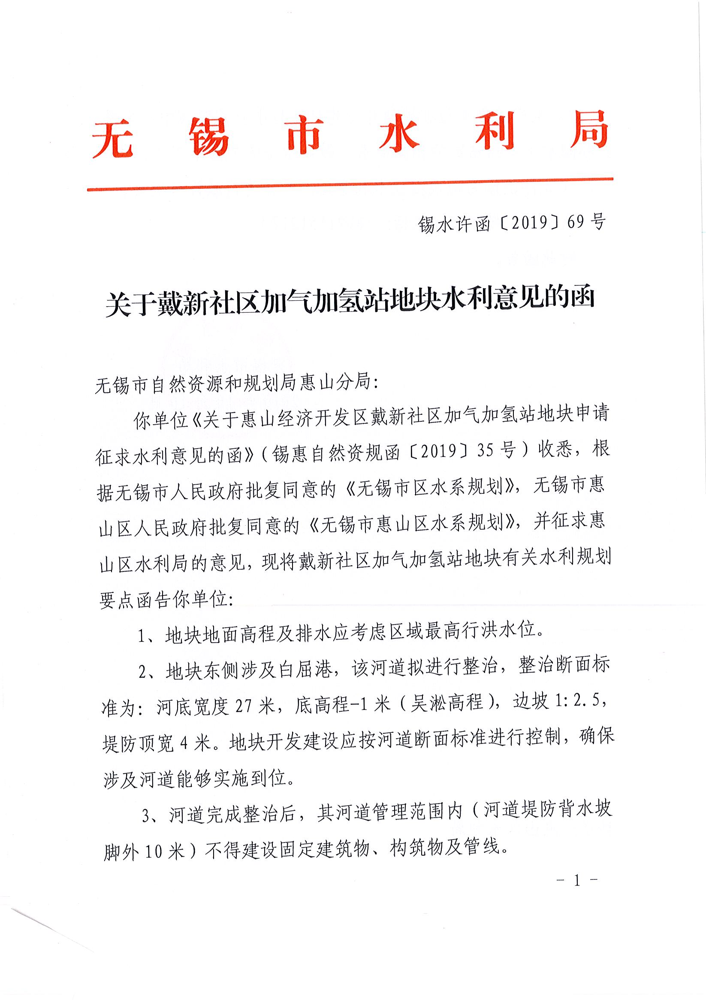 无锡市水利局
锡水许函〔2019〕69号
关于戴新社区加气加氢站地块水利意见的函
无锡市自然资源和规划局惠山分局：
你单位《关于惠山经济开发区戴新社区加气加氢站地块申请
征求水利意见的函》（锡惠自然资规函〔2019〕35号）收悉，根
据无锡市人民政府批复同意的《无锡市区水系规划》，无锡市惠
山区人民政府批复同意的《无锡市惠山区水系规划》，并征求惠
山区水利局的意见，现将戴新社区加气加氢站地块有关水利规划
要点函告你单位：
1、地块地面高程及排水应考虑区域最高行洪水位。
2、地块东侧涉及白屈港，该河道拟进行整治，整治断面标
准为：河底宽度27米，底高程-1米（吴淞高程），边坡1:2.5，
堤防顶宽4米。地块开发建设应按河道断面标准进行控制，确保
涉及河道能够实施到位。
3、河道完成整治后，其河道管理范围内（河道堤防背水坡
脚外10米）不得建设固定建筑物、构筑物及管线。
- 1 -